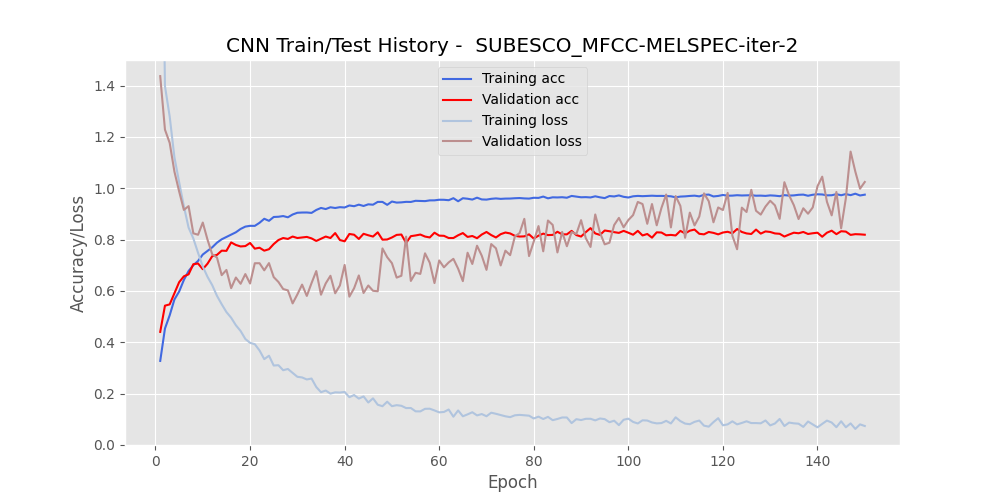 CNN Train/Test History -  SUBESCO_MFCC-MELSPEC-iter-2
Training acc
Validation acc
Training loss
Validation loss
Accuracy/Loss
1.4
1.2
1.0
0.8
0.6
0.4
0.2
0.0
0 20 40 60 80 100 120 140
Epoch